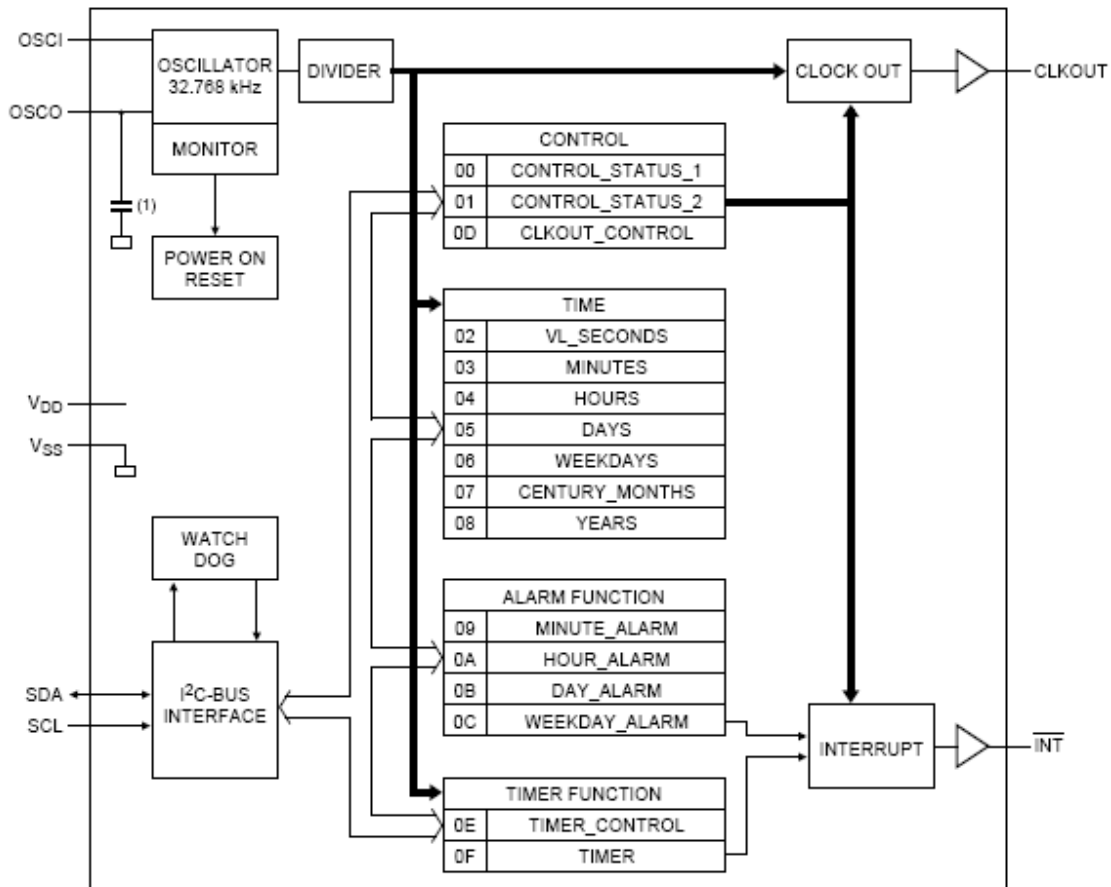 OSCI
OSCO
OSCILLATOR
32.768 kHz
MONITOR
DIVIDER
CLOCK OUT
CLKOUT
(1)
POWER ON
RESET
CONTROL
00 CONTROL_STATUS_1
01 CONTROL_STATUS_2
0D CLKOUT_CONTROL
TIME
02 VL_SECONDS
03 MINUTES
04 HOURS
05 DAYS
06 WEEKDAYS
07 CENTURY_MONTHS
08 YEARS
VDD
VSS
WATCH
DOG
ALARM FUNCTION
09 MINUTE_ALARM
0A HOUR_ALARM
0B DAY_ALARM
0C WEEKDAY_ALARM
SDA
SCL
I²C-BUS
INTERFACE
INTERRUPT
INT
TIMER FUNCTION
0E TIMER_CONTROL
0F TIMER